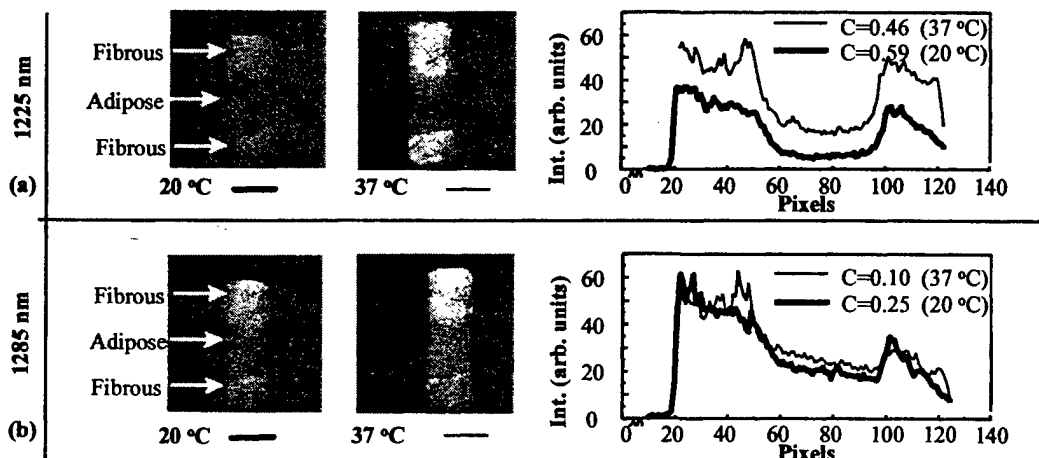 1225 nm
(a)
Fibrous
Adipose
Fibrous
20 °C
37 °C
Int. (arb. units)
60
40
20
0
C=0.46 (37 °C)
C=0.59 (20 °C)
0 20 40 60 80 100 120 140
Pixels
1285 nm
(b)
Fibrous
Adipose
Fibrous
20 °C
37 °C
Int. (arb. units)
60
40
20
0
C=0.10 (37 °C)
C=0.25 (20 °C)
0 20 40 60 80 100 120 140
Pixels